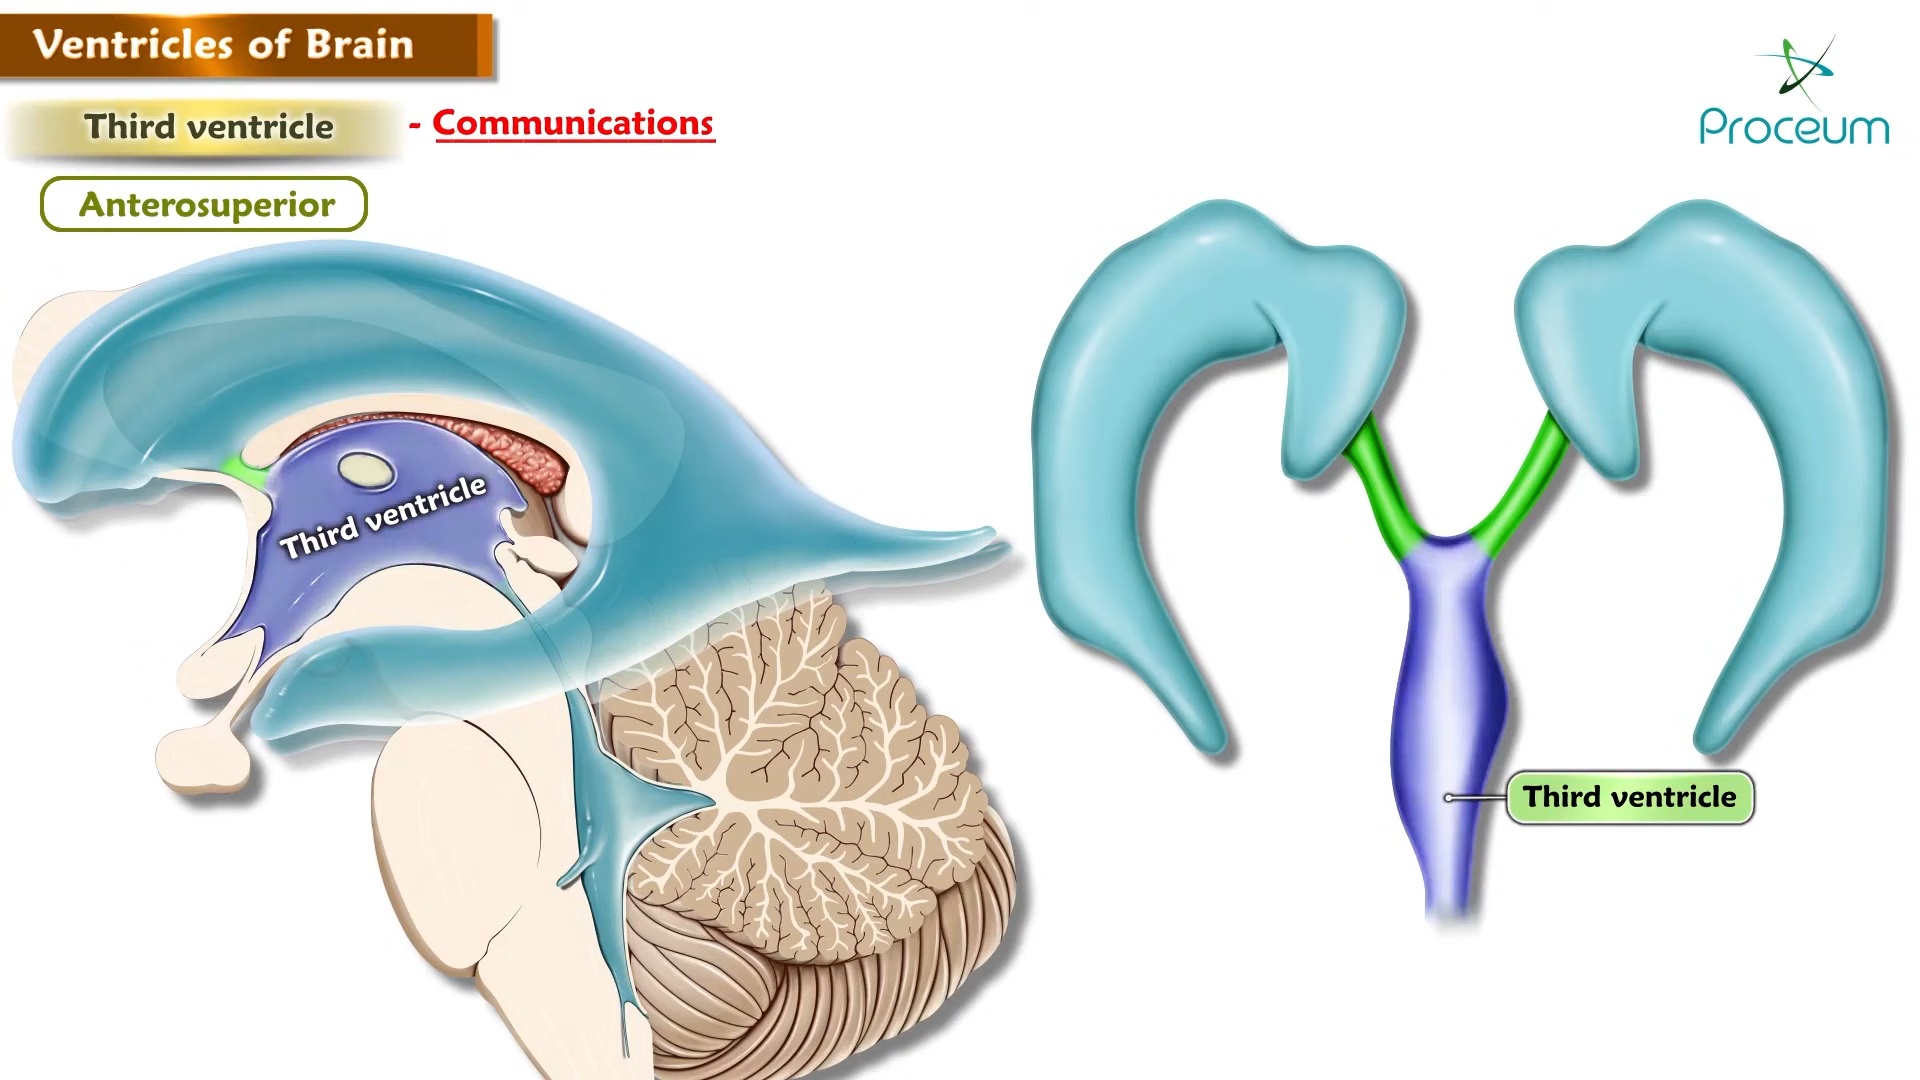 Ventricles of Brain
Third ventricle - Communications
Anterosuperior
Proceum
Third ventricle
Third ventricle